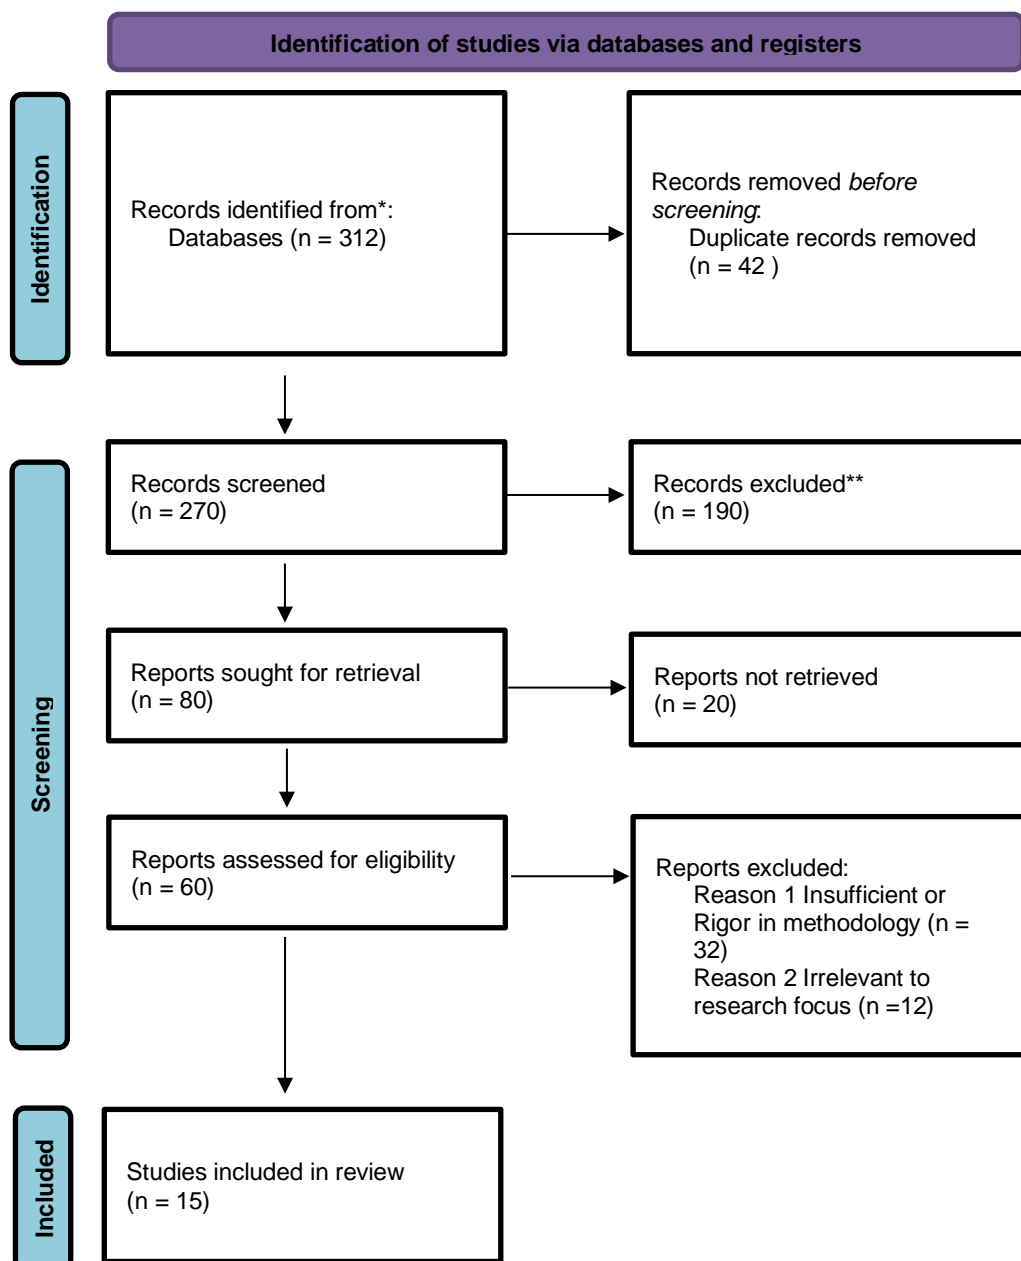 Identification of studies via databases and registers
Identification
Records identified from*:
Databases (n = 312)
Records removed before
screening:
Duplicate records removed
(n = 42 )
Screening
Records screened
(n = 270)
Records excluded**
(n = 190)
Reports sought for retrieval
(n = 80)
Reports not retrieved
(n = 20)
Reports assessed for eligibility
(n = 60)
Reports excluded:
Reason 1 Insufficient or
Rigor in methodology (n =
32)
Reason 2 Irrelevant to
research focus (n =12)
Included
Studies included in review
(n = 15)